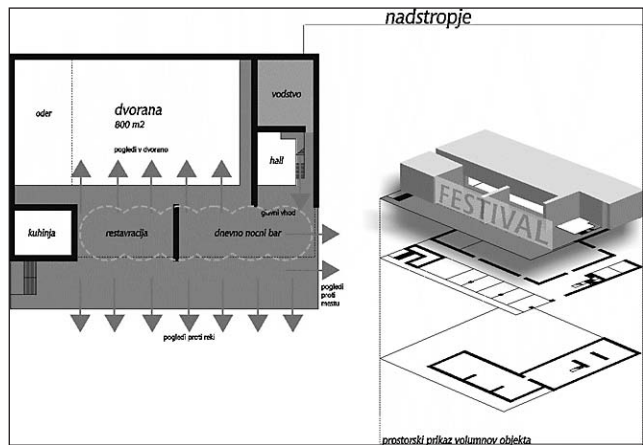 nadstropje
oder
dvorana
800 m2
vodstvo
pogledi v dvorano
hall
glavni vhod
kuhinja
restavracija
dnevno nocni bar
pogledi
proti
mestu
pogledi proti reki
FESTIVAL
prostorski prikaz volumnov objekta